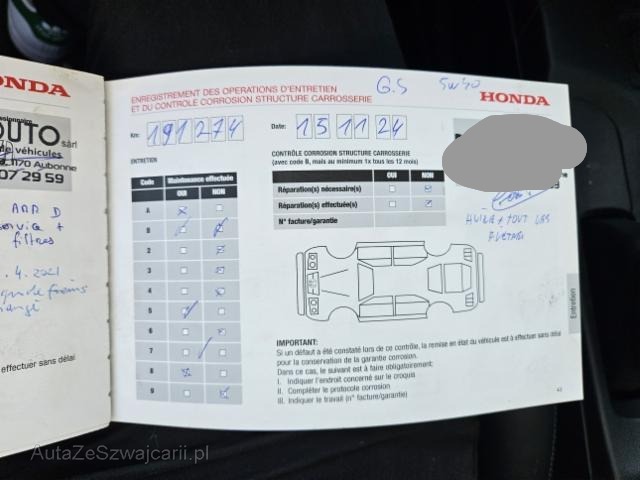 HONDA
OUTO sàrl
de véhicules
1170 Aubonne
07 29 59
service +
filtres
. 4. 2021
effectuer sans délai
ENREGISTREMENT DES OPERATIONS D'ENTRETIEN
ET DU CONTROLE CORROSION STRUCTURE CARROSSERIE
G.S 5W30
HONDA
Km: 191274
Date: 151124
ENTRETIEN
CONTRÔLE CORROSION STRUCTURE CARROSSERIE
(avec code B, mais au minimum 1x tous les 12 mois)
Code Maintenance effectuée
OUI NON
A
B
2
3
4
5
6
7
8
9
OUI NON
Réparation(s) nécessaire(s)
Réparation(s) effectuée(s)
N° facture/garantie
HUILE + TOUT LES
FILTRES
IMPORTANT:
Si un défaut a été constaté lors de ce contrôle, la remise en état du véhicule est à effectuer sans délai
pour la conservation de la garantie corrosion.
Dans ce cas, le suivant est à faire obligatoirement:
I. Indiquer l'endroit concerné sur le croquis
II. Compléter le protocole corrosion
III. Indiquer le travail (n° facture/garantie)
Entretien
AutaZeSzwajcarii.pl